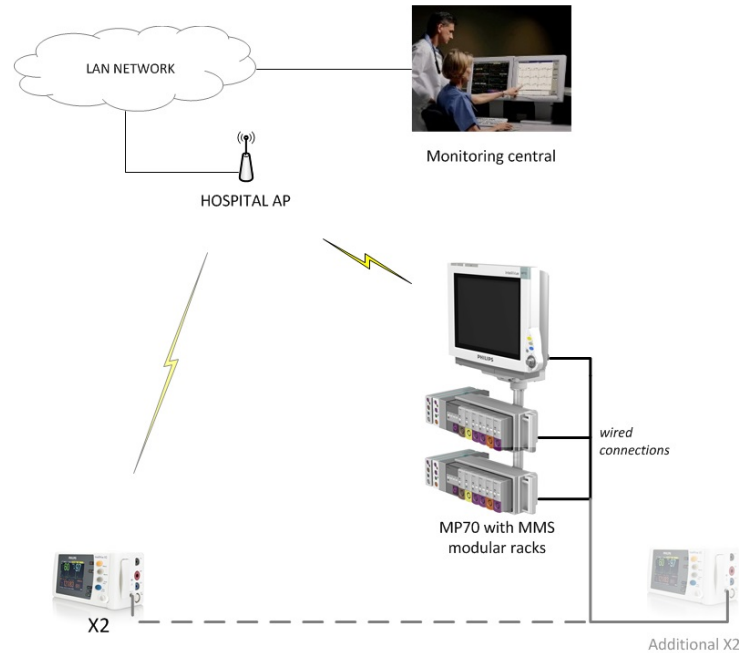 LAN NETWORK
Monitoring central
HOSPITAL AP
PHILIPS
wired
connections
MP70 with MMS
modular racks
X2
Additional X2